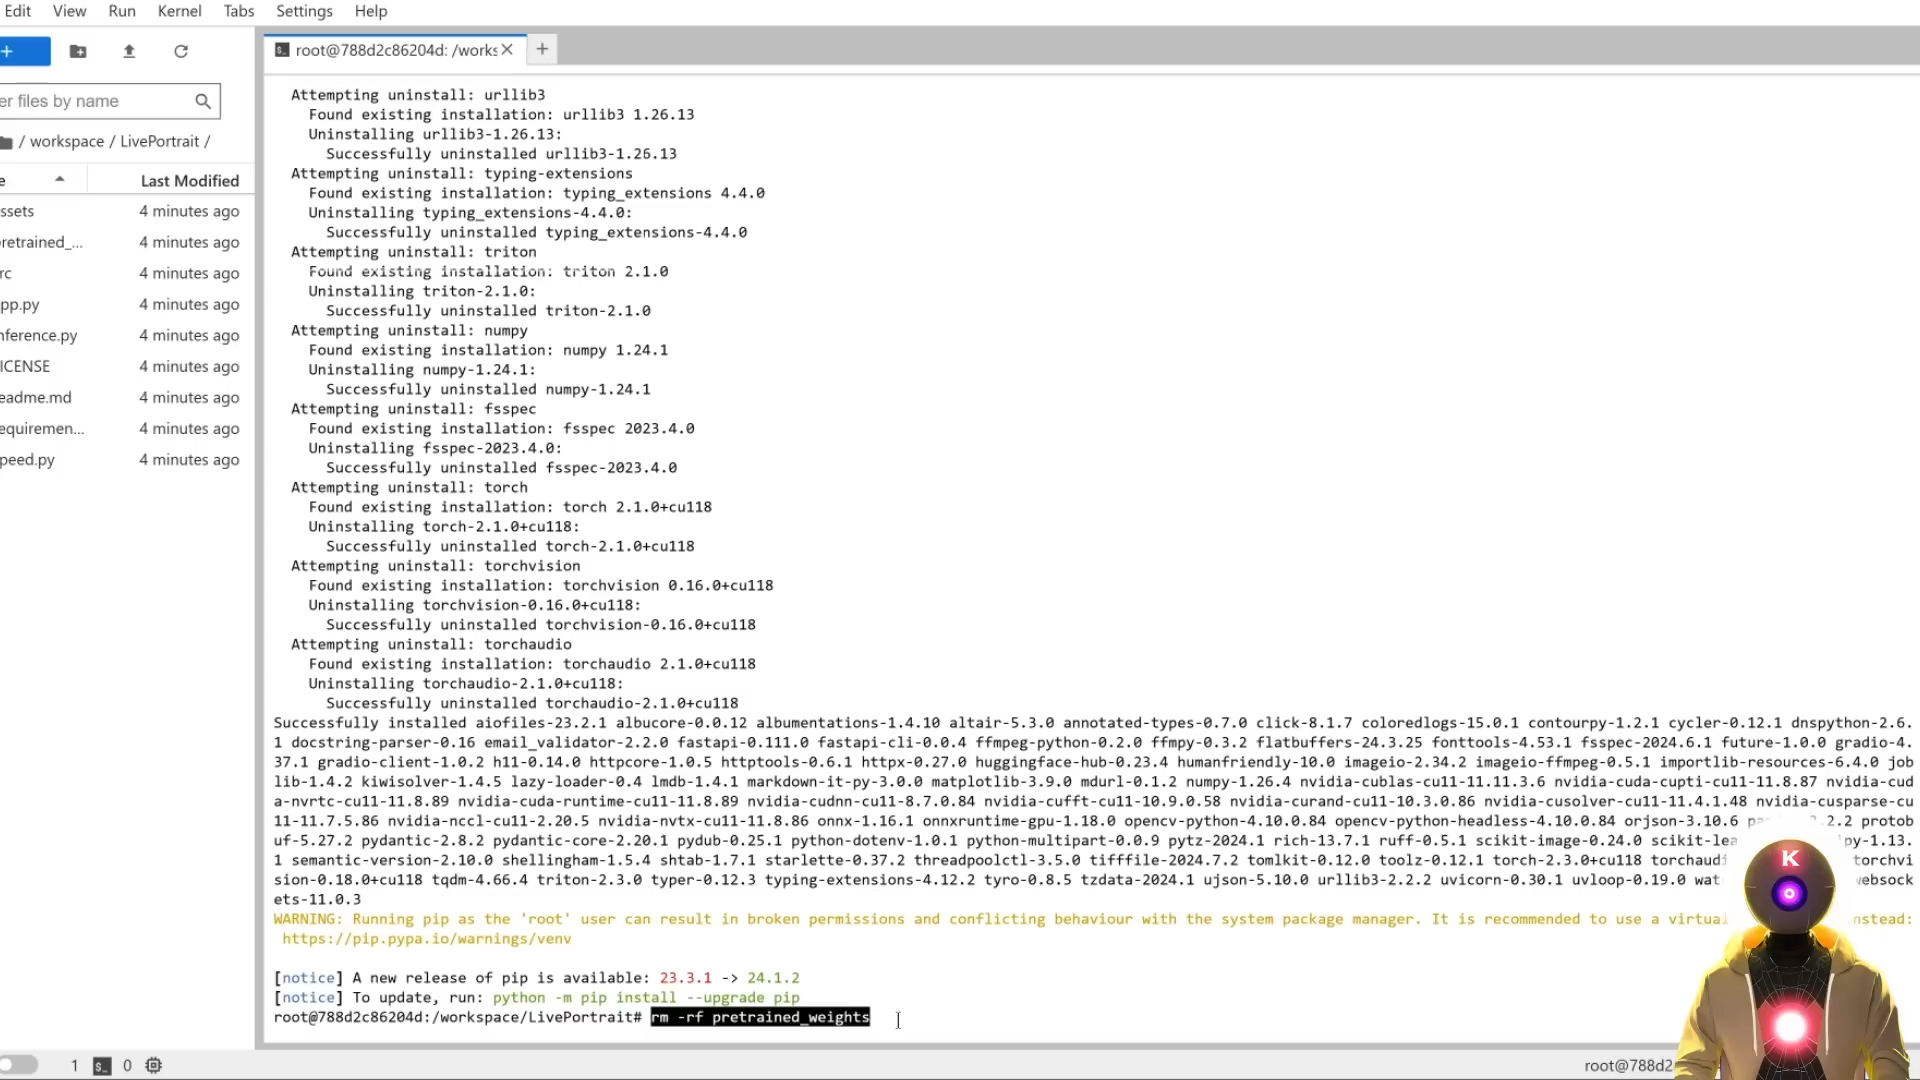 Edit View Run Kernel Tabs Settings Help
+
root@788d2c86204d: /works
er files by name
/ workspace / LivePortrait /
e Last Modified
ssets 4 minutes ago
retrained_... 4 minutes ago
rc 4 minutes ago
pp.py 4 minutes ago
nference.py 4 minutes ago
ICENSE 4 minutes ago
eadme.md 4 minutes ago
equiremen... 4 minutes ago
peed.py 4 minutes ago
Attempting uninstall: urllib3
Found existing installation: urllib3 1.26.13
Uninstalling urllib3-1.26.13:
Successfully uninstalled urllib3-1.26.13
Attempting uninstall: typing-extensions
Found existing installation: typing_extensions 4.4.0
Uninstalling typing_extensions-4.4.0:
Successfully uninstalled typing_extensions-4.4.0
Attempting uninstall: triton
Found existing installation: triton 2.1.0
Uninstalling triton-2.1.0:
Successfully uninstalled triton-2.1.0
Attempting uninstall: numpy
Found existing installation: numpy 1.24.1
Uninstalling numpy-1.24.1:
Successfully uninstalled numpy-1.24.1
Attempting uninstall: fsspec
Found existing installation: fsspec 2023.4.0
Uninstalling fsspec-2023.4.0:
Successfully uninstalled fsspec-2023.4.0
Attempting uninstall: torch
Found existing installation: torch 2.1.0+cu118
Uninstalling torch-2.1.0+cu118:
Successfully uninstalled torch-2.1.0+cu118
Attempting uninstall: torchvision
Found existing installation: torchvision 0.16.0+cu118
Uninstalling torchvision-0.16.0+cu118:
Successfully uninstalled torchvision-0.16.0+cu118
Attempting uninstall: torchaudio
Found existing installation: torchaudio 2.1.0+cu118
Uninstalling torchaudio-2.1.0+cu118:
Successfully uninstalled torchaudio-2.1.0+cu118
Successfully installed aiofiles-23.2.1 albucore-0.0.12 albumentations-1.4.10 altair-5.3.0 annotated-types-0.7.0 click-8.1.7 coloredlogs-15.0.1 contourpy-1.2.1 cycler-0.12.1 dnspython-2.6.
1 docstring-parser-0.16 email_validator-2.2.0 fastapi-0.111.0 fastapi-cli-0.0.4 ffmpeg-python-0.2.0 ffmpy-0.3.2 flatbuffers-24.3.25 fonttools-4.53.1 fsspec-2024.6.1 future-1.0.0 gradio-4.
37.1 gradio-client-1.0.2 h11-0.14.0 httpcore-1.0.5 httptools-0.6.1 httpx-0.27.0 huggingface-hub-0.23.4 humanfriendly-10.0 imageio-2.34.2 imageio-ffmpeg-0.5.1 importlib-resources-6.4.0 job
lib-1.4.2 kiwisolver-1.4.5 lazy-loader-0.4 lmdb-1.4.1 markdown-it-py-3.0.0 matplotlib-3.9.0 mdurl-0.1.2 numpy-1.26.4 nvidia-cublas-cu11-11.11.3.6 nvidia-cuda-cupti-cu11-11.8.87 nvidia-cud
a-nvrtc-cu11-11.8.89 nvidia-cuda-runtime-cu11-11.8.89 nvidia-cudnn-cu11-8.7.0.84 nvidia-cufft-cu11-10.9.0.58 nvidia-curand-cu11-10.3.0.86 nvidia-cusolver-cu11-11.4.1.48 nvidia-cusparse-cu
11-11.7.5.86 nvidia-nccl-cu11-2.20.5 nvidia-nvtx-cu11-11.8.86 onnx-1.16.1 onnxruntime-gpu-1.18.0 opencv-python-4.10.0.84 opencv-python-headless-4.10.0.84 orjson-3.10.6 2.2 protob
uf-5.27.2 pydantic-2.8.2 pydantic-core-2.20.1 pydub-0.25.1 python-dotenv-1.0.1 python-multipart-0.0.9 pytz-2024.1 rich-13.7.1 ruff-0.5.1 scikit-image-0.24.0 scikit-lea py-1.13.
1 semantic-version-2.10.0 shellingham-1.5.4 shtab-1.7.1 starlette-0.37.2 threadpoolctl-3.5.0 tifffile-2024.7.2 tomlkit-0.12.0 toolz-0.12.1 torch-2.3.0+cu118 torchaud torchvi
sion-0.18.0+cu118 tqdm-4.66.4 triton-2.3.0 typer-0.12.3 typing-extensions-4.12.2 tyro-0.8.5 tzdata-2024.1 ujson-5.10.0 urllib3-2.2.2 uvicorn-0.30.1 uvloop-0.19.0 wat websock
ets-11.0.3
WARNING: Running pip as the 'root' user can result in broken permissions and conflicting behaviour with the system package manager. It is recommended to use a virtua nstead:
https://pip.pypa.io/warnings/venv
[notice] A new release of pip is available: 23.3.1 -> 24.1.2
[notice] To update, run: python -m pip install --upgrade pip
root@788d2c86204d:/workspace/LivePortrait# rm -rf pretrained_weights
1 $_ 0
root@788d2
K